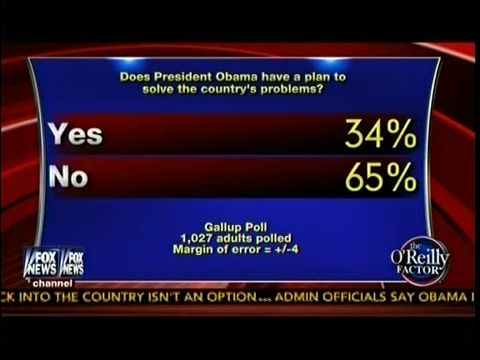 Does President Obama have a plan to
solve the country's problems?
Yes 34%
No 65%
Gallup Poll
1,027 adults polled
Margin of error = +/-4
FOX NEWS FOX NEWS
channel
the O'Reilly FACTOR
CK INTO THE COUNTRY ISN'T AN OPTION... ADMIN OFFICIALS SAY OBAMA